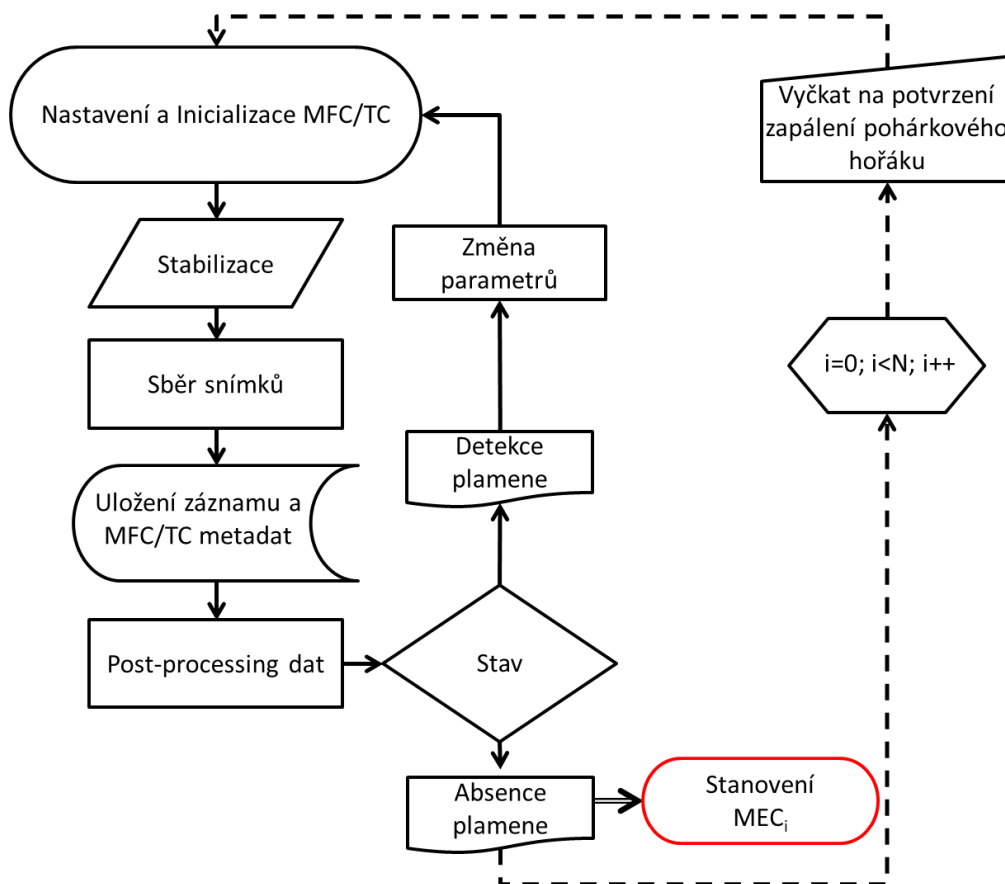 Nastavení a Inicializace MFC/TC
Stabilizace
Sběr snímků
Uložení záznamu a
MFC/TC metadat
Post-processing dat
Stav
Detekce
plamene
Změna
parametrů
Absence
plamene
Stanovení
MECi
i=0; i<N; i++
Vyčkat na potvrzení
zapálení pohárkového
hořáku